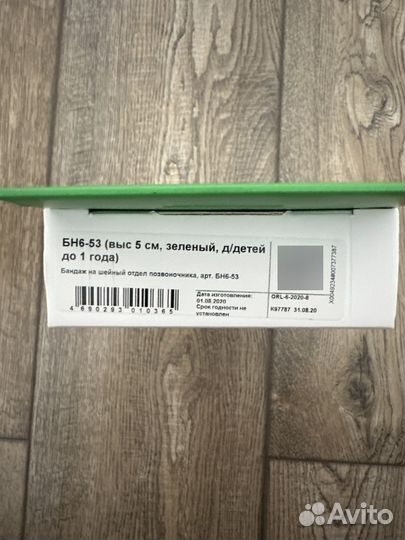 БН6-53 (выс 5 см, зеленый, д/детей
до 1 года)
Бандаж на шейный отдел позвоночника, арт. БН6-53
Дата изготовления:
01.08.2020
Срок годности не
установлен
ORL-6-2020-8
K97787 31.08.20
4 690293 010365
Avito